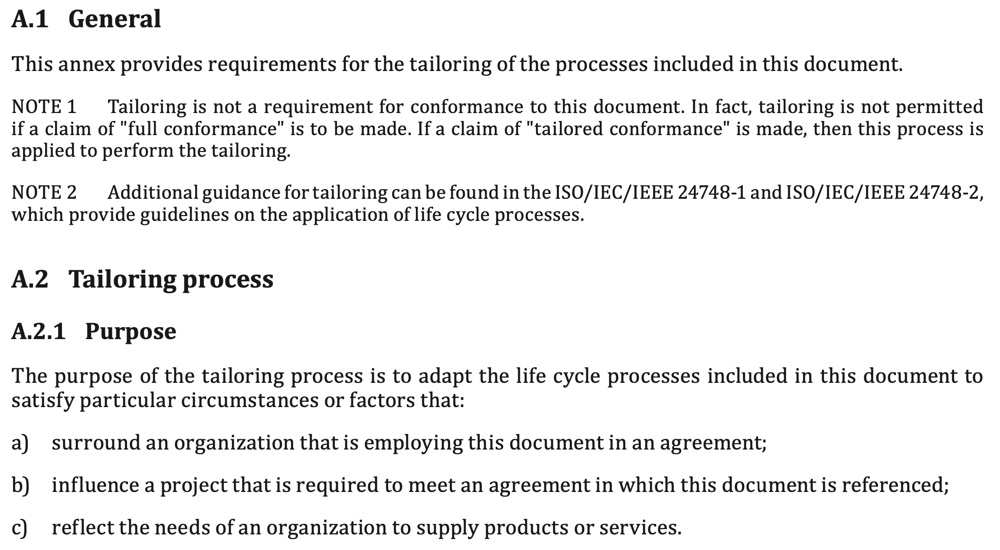 A.1 General
This annex provides requirements for the tailoring of the processes included in this document.
NOTE 1 Tailoring is not a requirement for conformance to this document. In fact, tailoring is not permitted
if a claim of "full conformance" is to be made. If a claim of "tailored conformance" is made, then this process is
applied to perform the tailoring.
NOTE 2 Additional guidance for tailoring can be found in the ISO/IEC/IEEE 24748-1 and ISO/IEC/IEEE 24748-2,
which provide guidelines on the application of life cycle processes.
A.2 Tailoring process
A.2.1 Purpose
The purpose of the tailoring process is to adapt the life cycle processes included in this document to
satisfy particular circumstances or factors that:
a) surround an organization that is employing this document in an agreement;
b) influence a project that is required to meet an agreement in which this document is referenced;
c) reflect the needs of an organization to supply products or services.